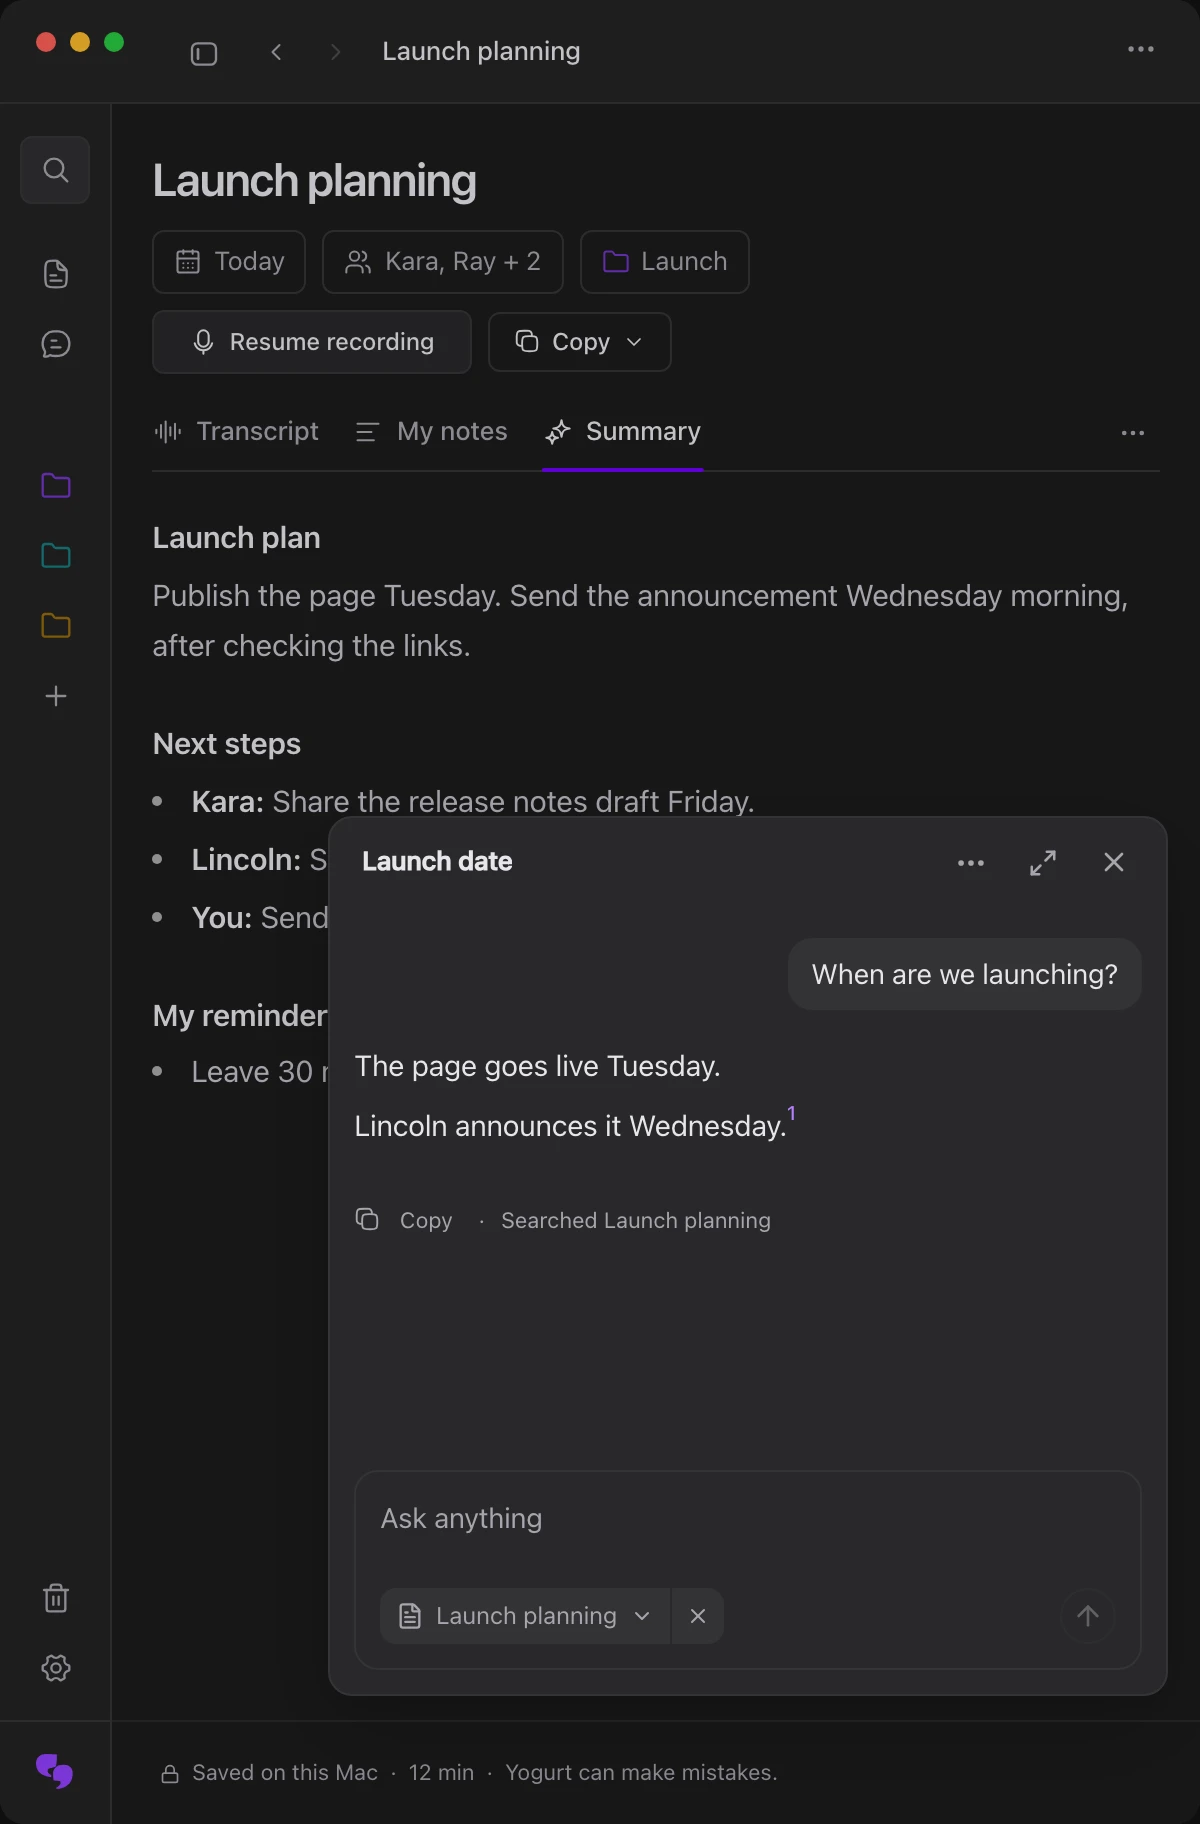 Launch planning
Launch planning
Today
Kara, Ray + 2
Launch
Resume recording
Copy
Transcript
My notes
Summary
Launch plan
Publish the page Tuesday. Send the announcement Wednesday morning,
after checking the links.
Next steps
Kara: Share the release notes draft Friday.
Lincoln: S
You: Send
My reminder
Leave 30
Launch date
When are we launching?
The page goes live Tuesday.
Lincoln announces it Wednesday.1
Copy · Searched Launch planning
Ask anything
Launch planning
Saved on this Mac · 12 min · Yogurt can make mistakes.